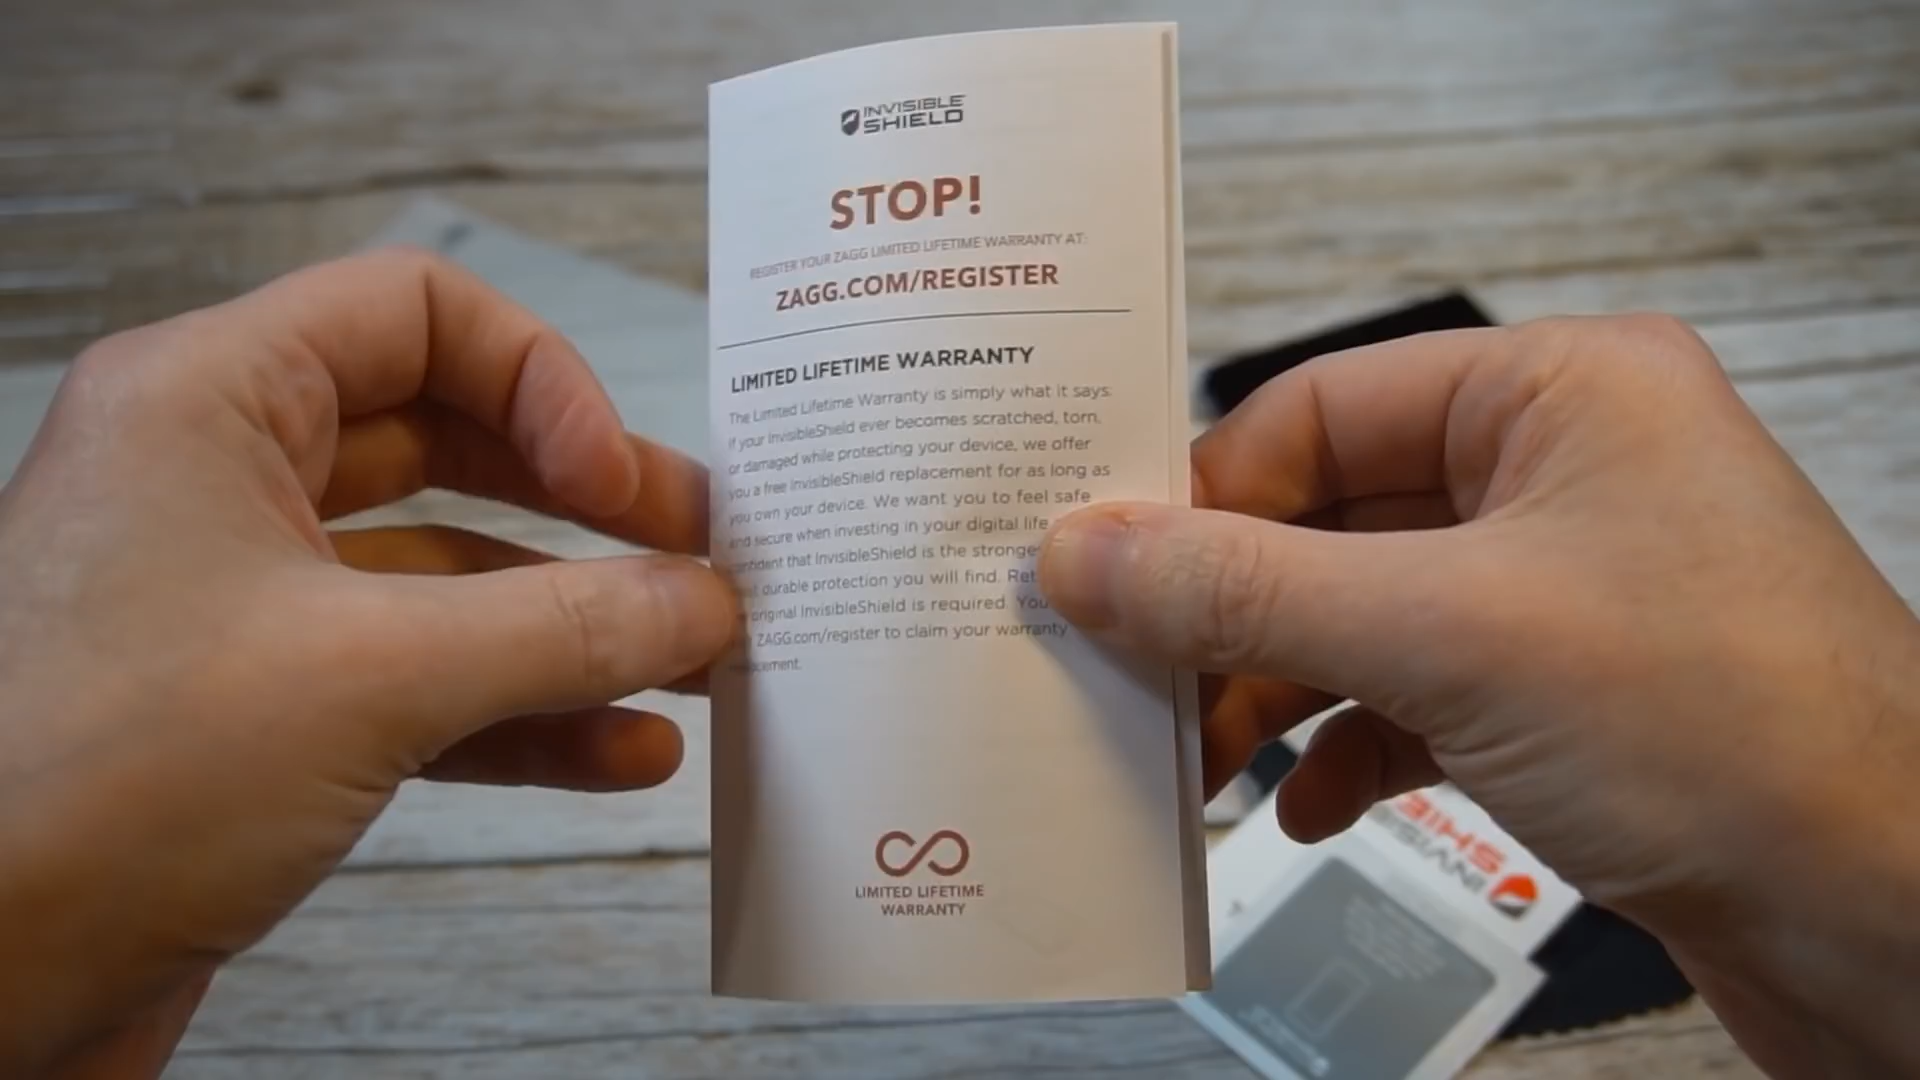 INVISIBLE
SHIELD
STOP!
REGISTER YOUR ZAGG LIMITED LIFETIME WARRANTY AT:
ZAGG.COM/REGISTER
LIMITED LIFETIME WARRANTY
The Limited Lifetime Warranty is simply what it says.
If your InvisibleShield ever becomes scratched, torn,
or damaged while protecting your device, we offer
you a free InvisibleShield replacement for as long as
you own your device. We want you to feel safe
and secure when investing in your digital life
confident that InvisibleShield is the
durable protection you will find.
original InvisibleShield is required.
ZAGG.com/register to claim your warranty
LIMITED LIFETIME
WARRANTY